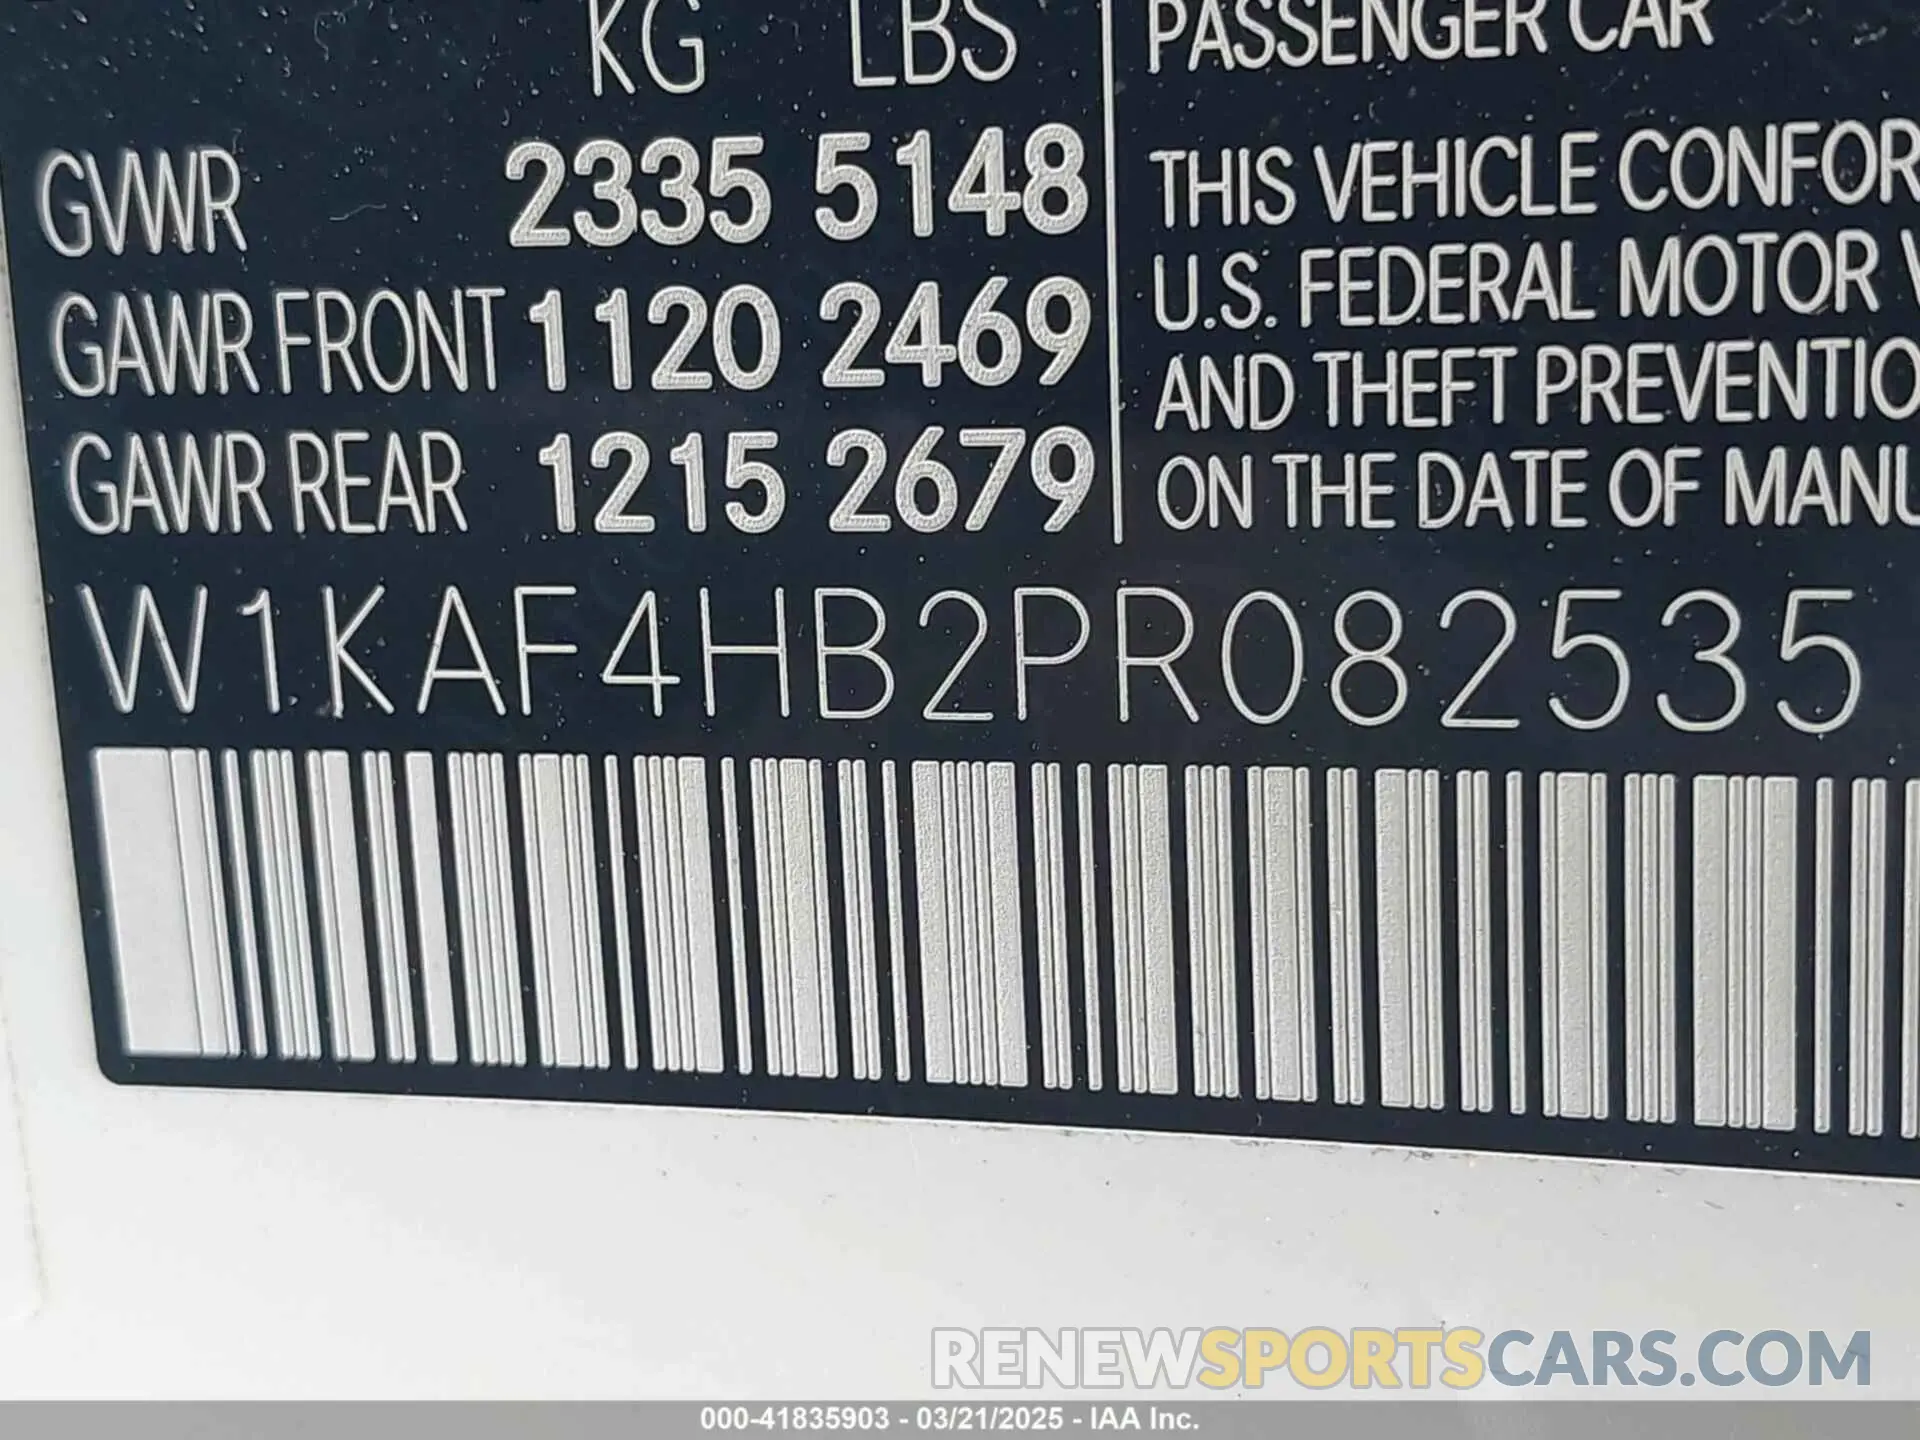 KG LBS
GVWR 2335 5148
GAWR FRONT 1120 2469
GAWR REAR 1215 2679
PASSENGER CAR
THIS VEHICLE CONFOR
U.S. FEDERAL MOTOR V
AND THEFT PREVENTIO
ON THE DATE OF MANU
W1KAF4HB2PR082535
RENEWSPORTSCARS.COM
000-41835903 - 03/21/2025 - IAA Inc.